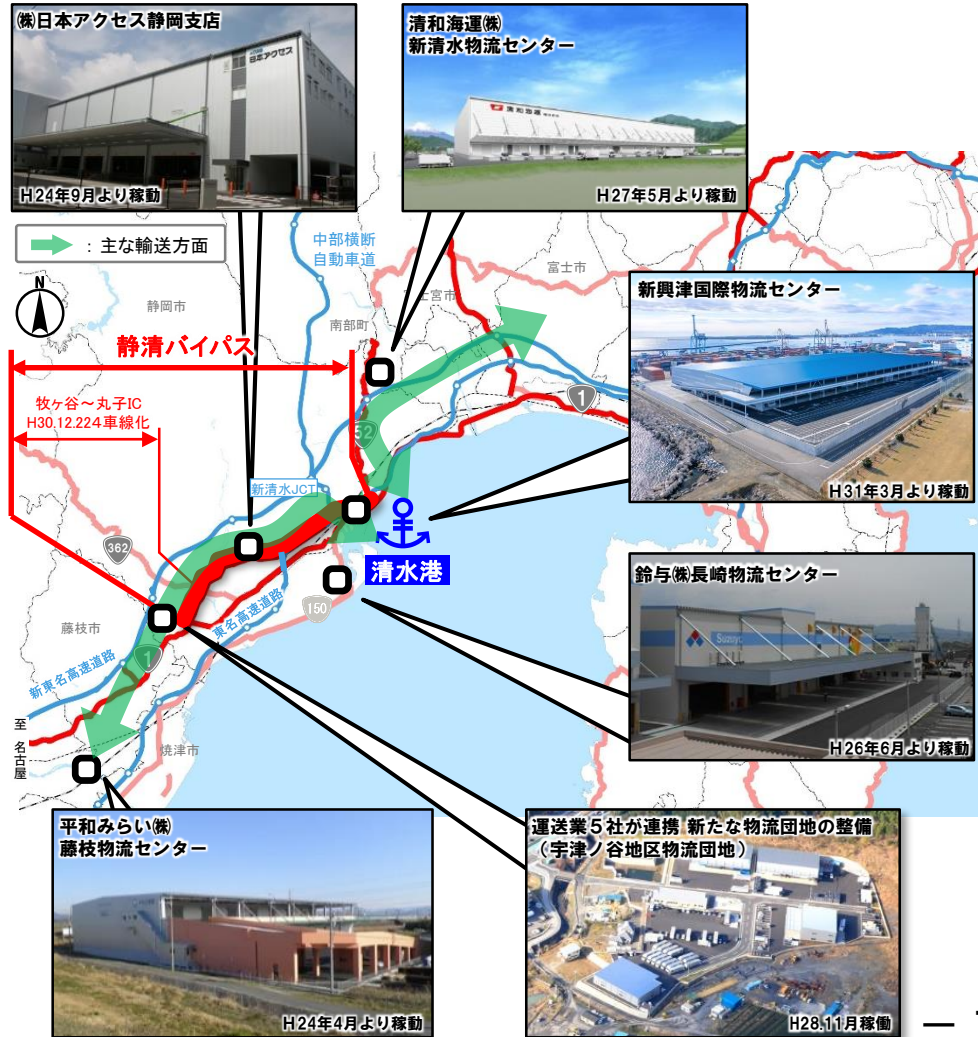 ㈱日本アクセス静岡支店
日本アクセス
H24年9月より稼動
清和海運㈱
新清水物流センター
清和海運
H27年5月より稼動
：主な輸送方面
N
中部横断
自動車道
富士市
静岡市
士宮市
南部町
新興津国際物流センター
H31年3月より稼動
静清バイパス
牧ヶ谷～丸子IC
H30.12.22４車線化
1
52
新清水JCT
362
清水港
150
東名高速道路
藤枝市
1
新東名高速道路
至 名古屋
焼津市
鈴与㈱長崎物流センター
Suzuyo
H26年6月より稼動
平和みらい㈱
藤枝物流センター
H24年4月より稼動
運送業５社が連携 新たな物流団地の整備
（宇津ノ谷地区物流団地）
H28.11月稼働